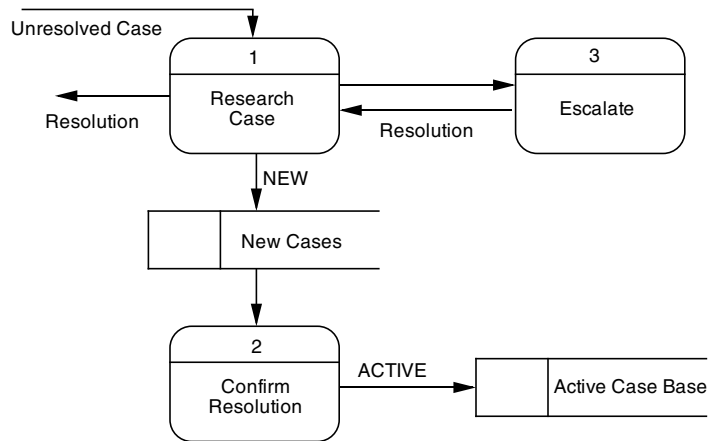 Unresolved Case
1
3
Research
Case
Escalate
Resolution
Resolution
NEW
New Cases
2
ACTIVE
Confirm
Resolution
Active Case Base